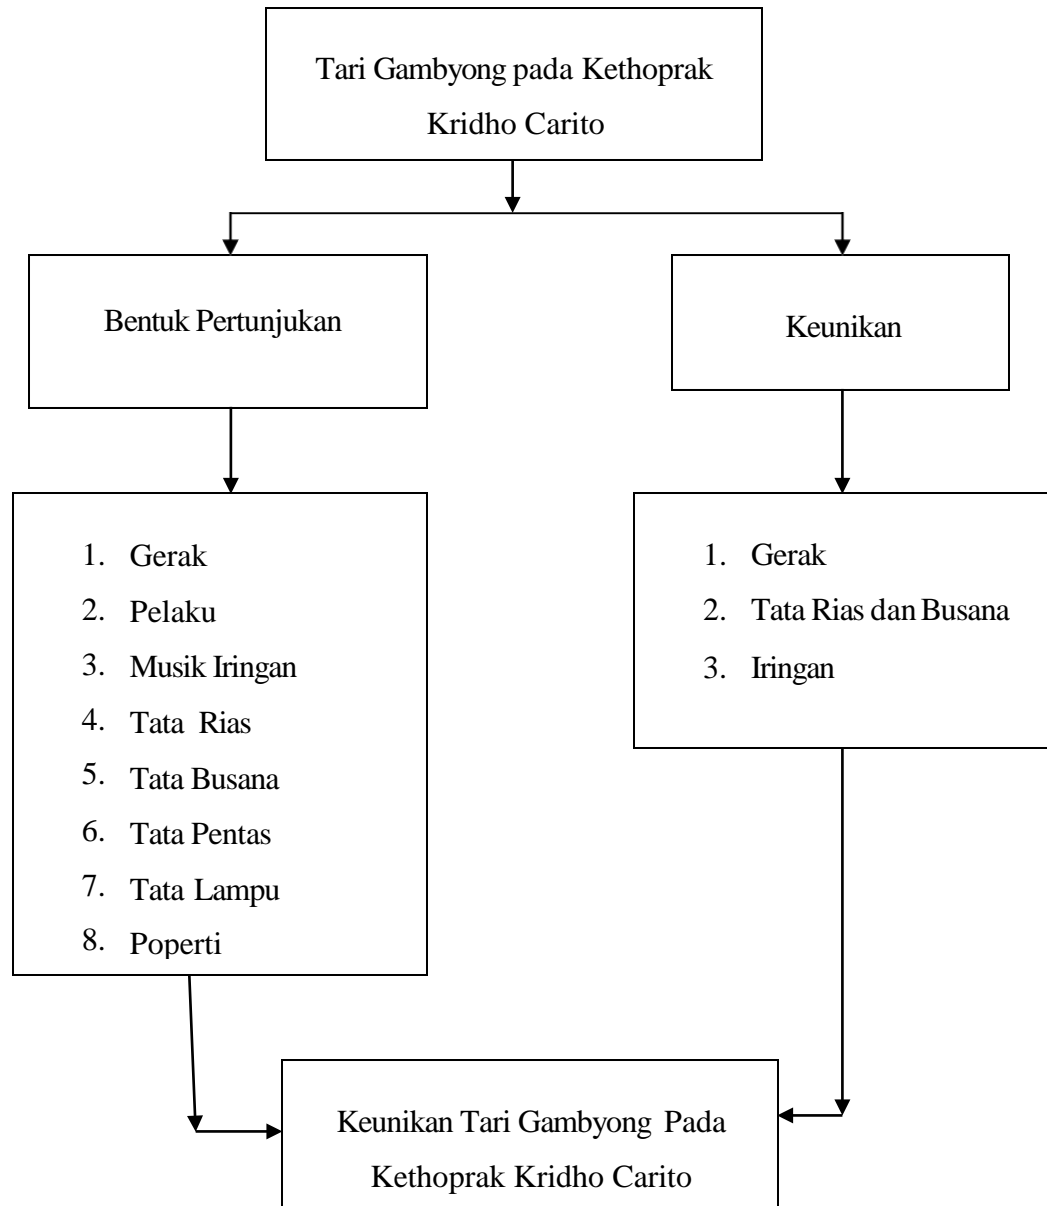 Tari Gambyong pada Kethoprak
Kridho Carito
Bentuk Pertunjukan
Keunikan
1. Gerak
2. Pelaku
3. Musik Iringan
4. Tata Rias
5. Tata Busana
6. Tata Pentas
7. Tata Lampu
8. Poperti
1. Gerak
2. Tata Rias dan Busana
3. Iringan
Keunikan Tari Gambyong Pada
Kethoprak Kridho Carito